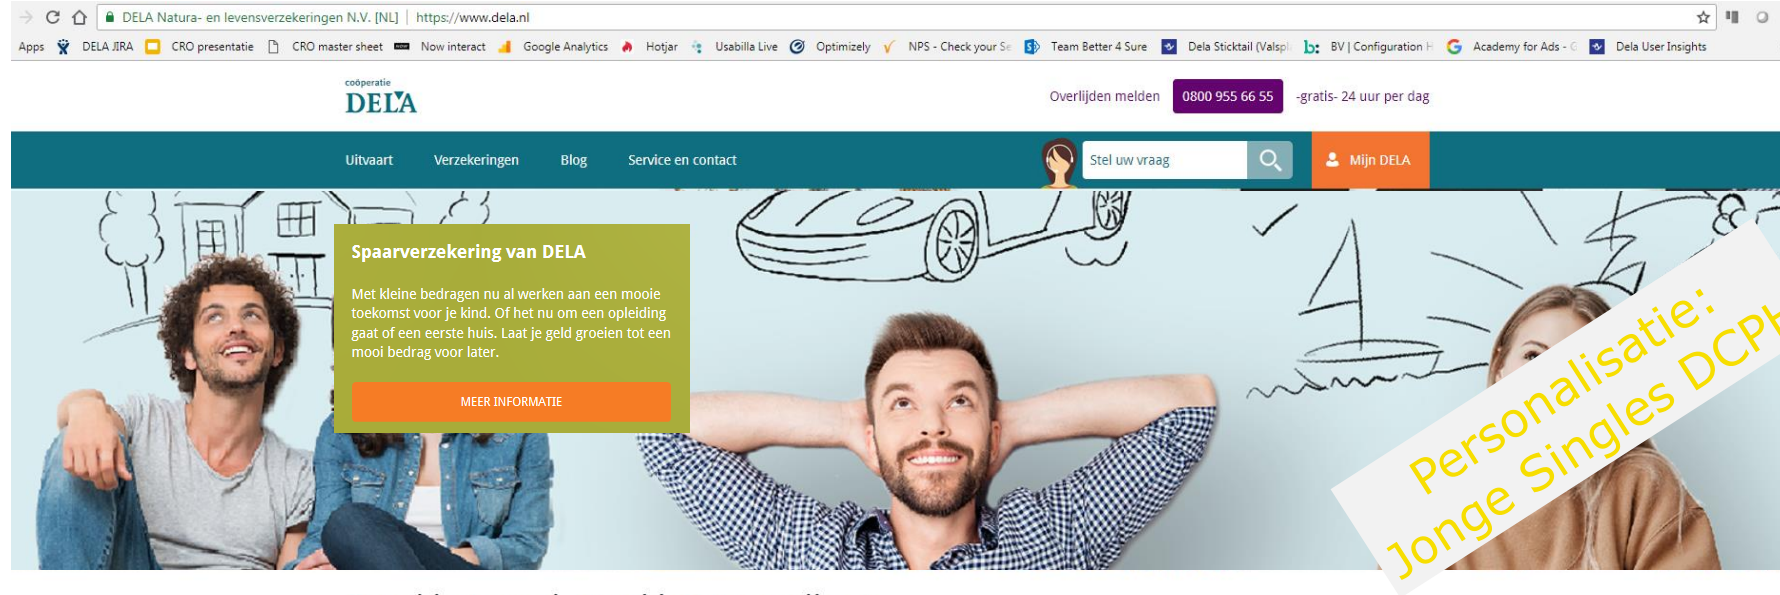 DELA Natura- en levensverzekeringen N.V. [NL] | https://www.dela.nl
Apps DELA JIRA CRO presentatie CRO master sheet Now interact Google Analytics Hotjar Usabilla Live Optimizely NPS - Check your Team Better 4 Sure Dela Sticktail (Valspl BV | Configuration Academy for Ads - Dela User Insights
coöperatie
DELA
Overlijden melden 0800 955 66 55 -gratis- 24 uur per dag
Uitvaart Verzekeringen Blog Service en contact Stel uw vraag Mijn DELA
Spaarverzekering van DELA
Met kleine bedragen nu al werken aan een mooie
toekomst voor je kind. Of het nu om een opleiding
gaat of een eerste huis. Laat je geld groeien tot een
mooi bedrag voor later.
MEER INFORMATIE
Personalisatie:
Jonge Singles DCPH